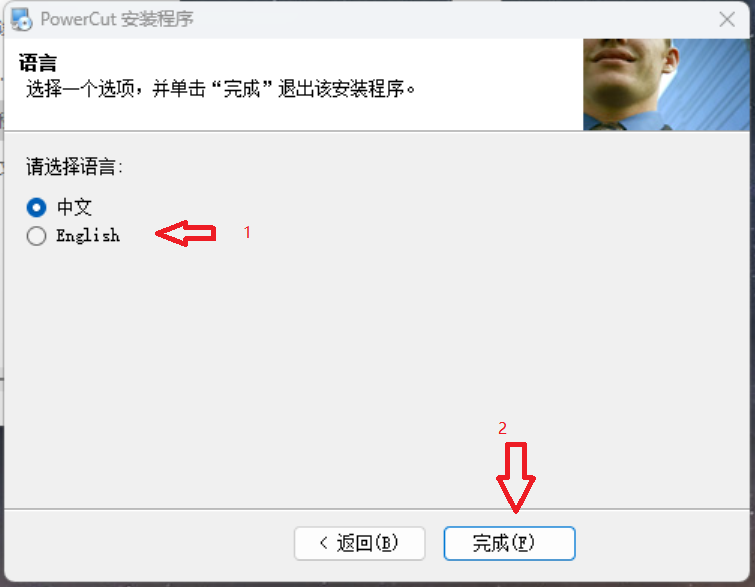 PowerCut 安装程序
语言
选择一个选项，并单击“完成”退出该安装程序。
请选择语言:
中文
English
1
2
< 返回(B)
完成(F)